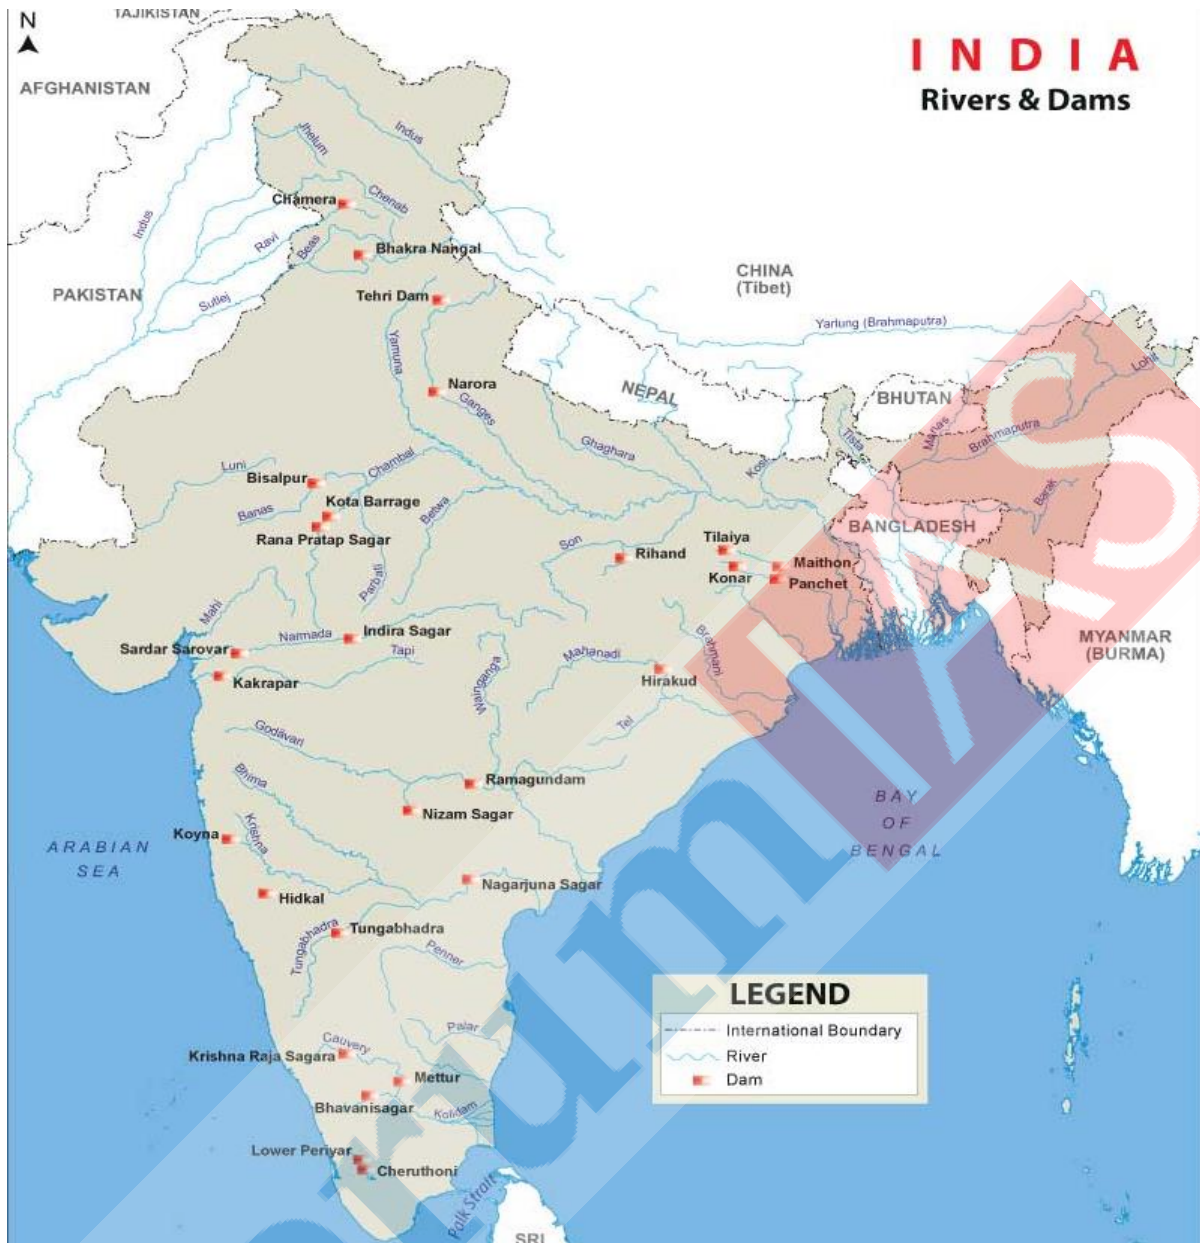 N
TAJIKISTAN
AFGHANISTAN
INDIA
Rivers & Dams
Jhelum
Indus
Chamera
Chenab
Indus
Ravi
Beas
Bhakra Nangal
PAKISTAN
Sutlej
Tehri Dam
CHINA
(Tibet)
Yarlung (Brahmaputra)
Yamuna
Lohit
Narora
Ganges
NEPAL
BHUTAN
Manas
Brahmaputra
Tista
Ghaghara
Kosi
Luni
Chambal
Bisalpur
Kota Barrage
Banas
Betwa
Barak
Rana Pratap Sagar
BANGLADESH
Son
Rihand
Tilaiya
Maithon
Konar
Panchet
Parbati
Mahi
Narmada
Indira Sagar
Sardar Sarovar
Tapi
Kakrapar
Mahanadi
Brahmani
Hirakud
MYANMAR
(BURMA)
Wainganga
Tel
Godavari
Ramagundam
Bhima
Nizam Sagar
Koyna
Krishna
ARABIAN
SEA
BAY
OF
BENGAL
Hidkal
Nagarjuna Sagar
Tungabhadra
Tungabhadra
Penner
LEGEND
International Boundary
River
Dam
Palar
Cauvery
Krishna Raja Sagara
Mettur
Bhavanisagar
Kolidam
Lower Periyar
Cheruthoni
Palk Strait
SRI
rumIAS